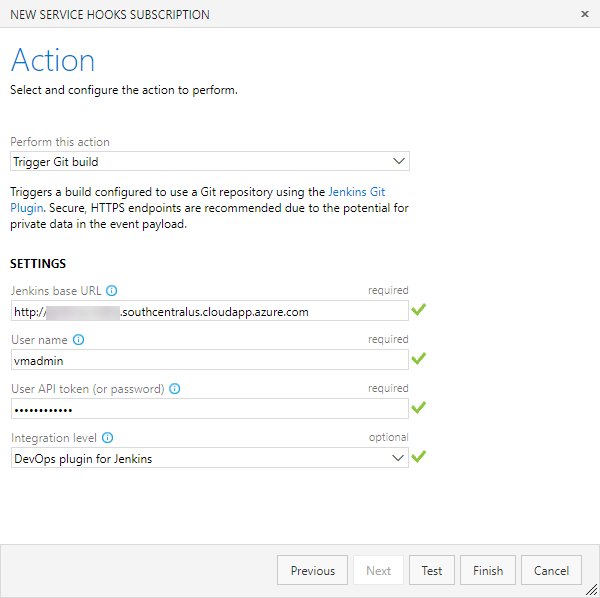 NEW SERVICE HOOKS SUBSCRIPTION
Action
Select and configure the action to perform.
Perform this action
Trigger Git build
Triggers a build configured to use a Git repository using the Jenkins Git
Plugin. Secure, HTTPS endpoints are recommended due to the potential for
private data in the event payload.
SETTINGS
Jenkins base URL required
http:/ .southcentralus.cloudapp.azure.com
User name required
vmadmin
User API token (or password) required
••••••••••••
Integration level optional
DevOps plugin for Jenkins
Previous Next Test Finish Cancel